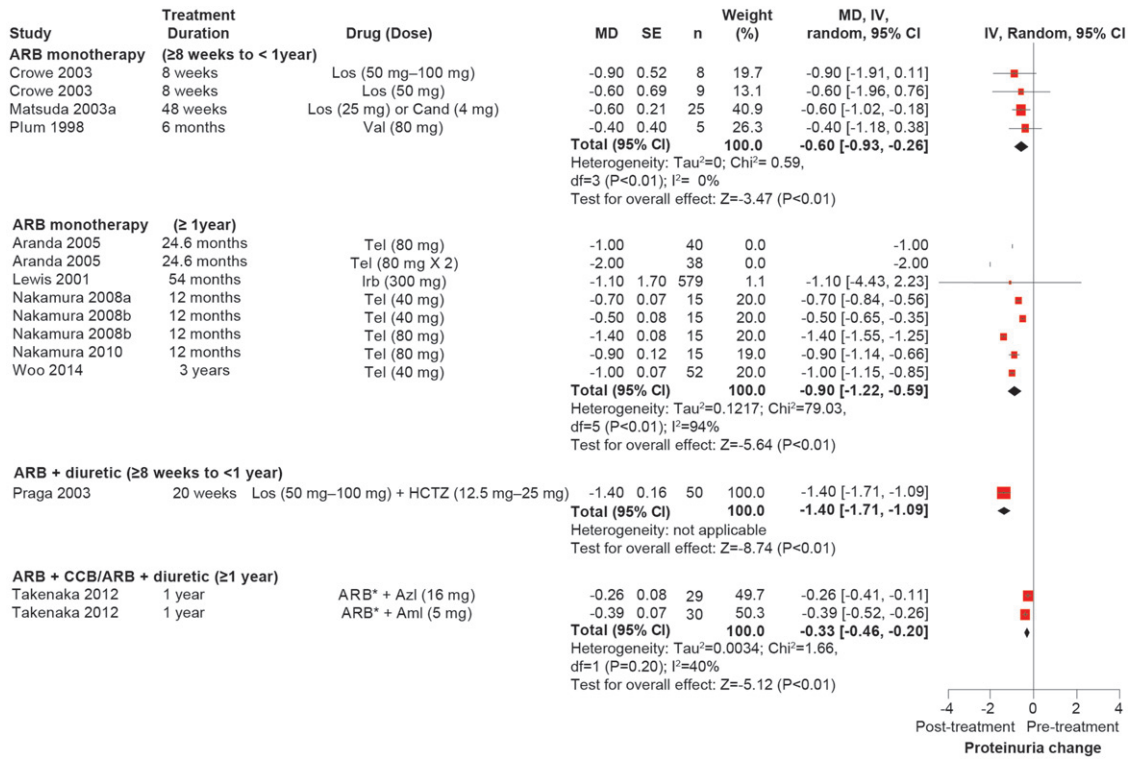 Study Treatment Duration Drug (Dose) MD SE n Weight (%) MD, IV, random, 95% CI IV, Random, 95% CI
ARB monotherapy (≥8 weeks to < 1year)
Crowe 2003 8 weeks Los (50 mg–100 mg) -0.90 0.52 8 19.7 -0.90 [-1.91, 0.11]
Crowe 2003 8 weeks Los (50 mg) -0.60 0.69 9 13.1 -0.60 [-1.96, 0.76]
Matsuda 2003a 48 weeks Los (25 mg) or Cand (4 mg) -0.60 0.21 25 40.9 -0.60 [-1.02, -0.18]
Plum 1998 6 months Val (80 mg) -0.40 0.40 5 26.3 -0.40 [-1.18, 0.38]
Total (95% CI) 100.0 -0.60 [-0.93, -0.26]
Heterogeneity: Tau²=0; Chi²= 0.59,
df=3 (P<0.01); I²= 0%
Test for overall effect: Z=-3.47 (P<0.01)
ARB monotherapy (≥ 1year)
Aranda 2005 24.6 months Tel (80 mg) -1.00 40 0.0 -1.00
Aranda 2005 24.6 months Tel (80 mg X 2) -2.00 38 0.0 -2.00
Lewis 2001 54 months Irb (300 mg) -1.10 1.70 579 1.1 -1.10 [-4.43, 2.23]
Nakamura 2008a 12 months Tel (40 mg) -0.70 0.07 15 20.0 -0.70 [-0.84, -0.56]
Nakamura 2008b 12 months Tel (40 mg) -0.50 0.08 15 20.0 -0.50 [-0.65, -0.35]
Nakamura 2008b 12 months Tel (80 mg) -1.40 0.08 15 20.0 -1.40 [-1.55, -1.25]
Nakamura 2010 12 months Tel (80 mg) -0.90 0.12 15 19.0 -0.90 [-1.14, -0.66]
Woo 2014 3 years Tel (40 mg) -1.00 0.07 52 20.0 -1.00 [-1.15, -0.85]
Total (95% CI) 100.0 -0.90 [-1.22, -0.59]
Heterogeneity: Tau²=0.1217; Chi²=79.03,
df=5 (P<0.01); I²=94%
Test for overall effect: Z=-5.64 (P<0.01)
ARB + diuretic (≥8 weeks to <1 year)
Praga 2003 20 weeks Los (50 mg–100 mg) + HCTZ (12.5 mg–25 mg) -1.40 0.16 50 100.0 -1.40 [-1.71, -1.09]
Total (95% CI) 100.0 -1.40 [-1.71, -1.09]
Heterogeneity: not applicable
Test for overall effect: Z=-8.74 (P<0.01)
ARB + CCB/ARB + diuretic (≥1 year)
Takenaka 2012 1 year ARB* + Azl (16 mg) -0.26 0.08 29 49.7 -0.26 [-0.41, -0.11]
Takenaka 2012 1 year ARB* + Aml (5 mg) -0.39 0.07 30 50.3 -0.39 [-0.52, -0.26]
Total (95% CI) 100.0 -0.33 [-0.46, -0.20]
Heterogeneity: Tau²=0.0034; Chi²=1.66,
df=1 (P=0.20); I²=40%
Test for overall effect: Z=-5.12 (P<0.01)
-4 -2 0 2 4
Post-treatment Pre-treatment
Proteinuria change